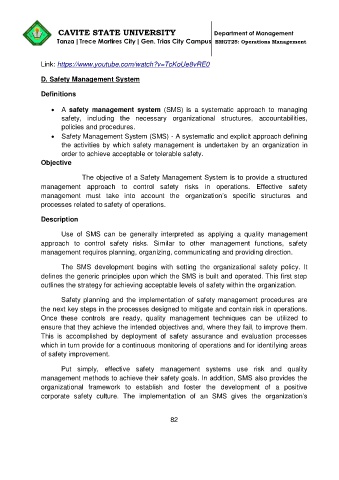 CAVITE STATE UNIVERSITY
Department of Management
Tanza | Trece Martires City | Gen. Trias City Campus BMGT25: Operations Management
Link: https://www.youtube.com/watch?v=ToKoUe8vRE0
D. Safety Management System
Definitions
• A safety management system (SMS) is a systematic approach to managing
safety, including the necessary organizational structures, accountabilities,
policies and procedures.
• Safety Management System (SMS) - A systematic and explicit approach defining
the activities by which safety management is undertaken by an organization in
order to achieve acceptable or tolerable safety.
Objective
The objective of a Safety Management System is to provide a structured
management approach to control safety risks in operations. Effective safety
management must take into account the organization's specific structures and
processes related to safety of operations.
Description
Use of SMS can be generally interpreted as applying a quality management
approach to control safety risks. Similar to other management functions, safety
management requires planning, organizing, communicating and providing direction.
The SMS development begins with setting the organizational safety policy. It
defines the generic principles upon which the SMS is built and operated. This first step
outlines the strategy for achieving acceptable levels of safety within the organization.
Safety planning and the implementation of safety management procedures are
the next key steps in the processes designed to mitigate and contain risk in operations.
Once these controls are ready, quality management techniques can be utilized to
ensure that they achieve the intended objectives and, where they fail, to improve them.
This is accomplished by deployment of safety assurance and evaluation processes
which in turn provide for a continuous monitoring of operations and for identifying areas
of safety improvement.
Put simply, effective safety management systems use risk and quality
management methods to achieve their safety goals. In addition, SMS also provides the
organizational framework to establish and foster the development of a positive
corporate safety culture. The implementation of an SMS gives the organization's
82